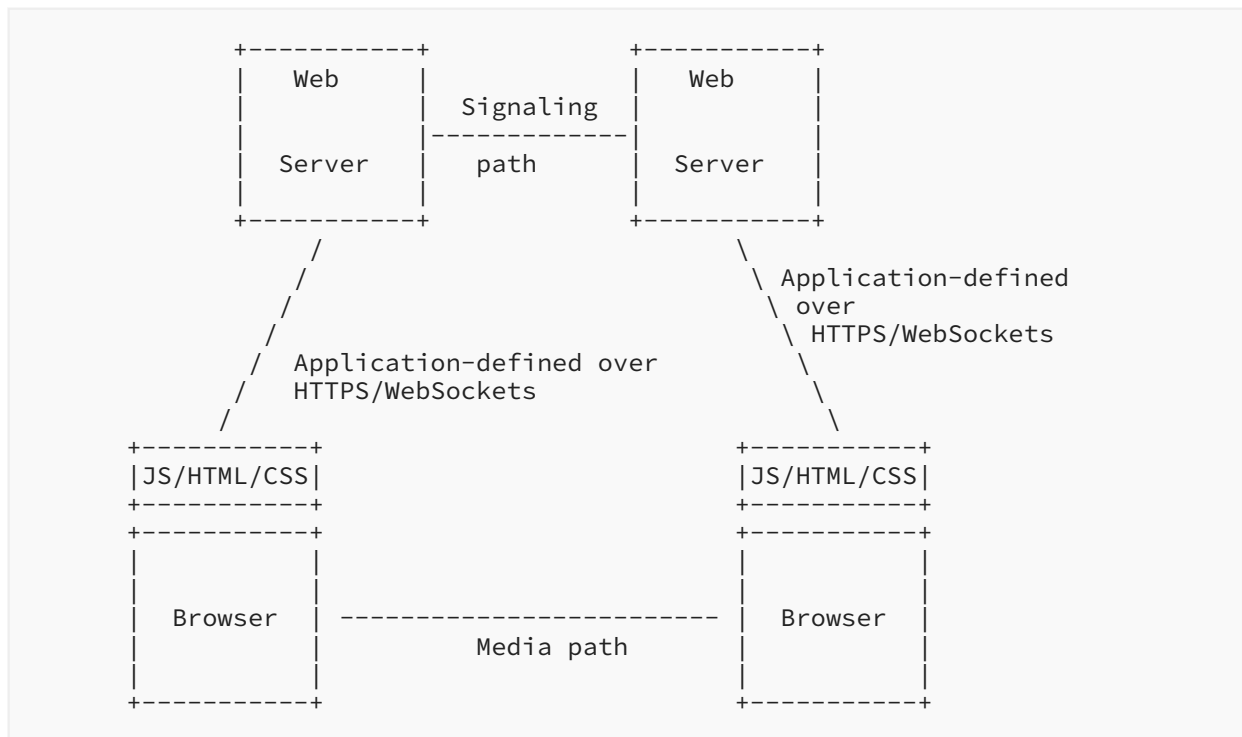 Web Web
Signaling
Server path Server
Application-defined
over
HTTPS/WebSockets
Application-defined over
HTTPS/WebSockets
JS/HTML/CSS JS/HTML/CSS
Browser Browser
Media path